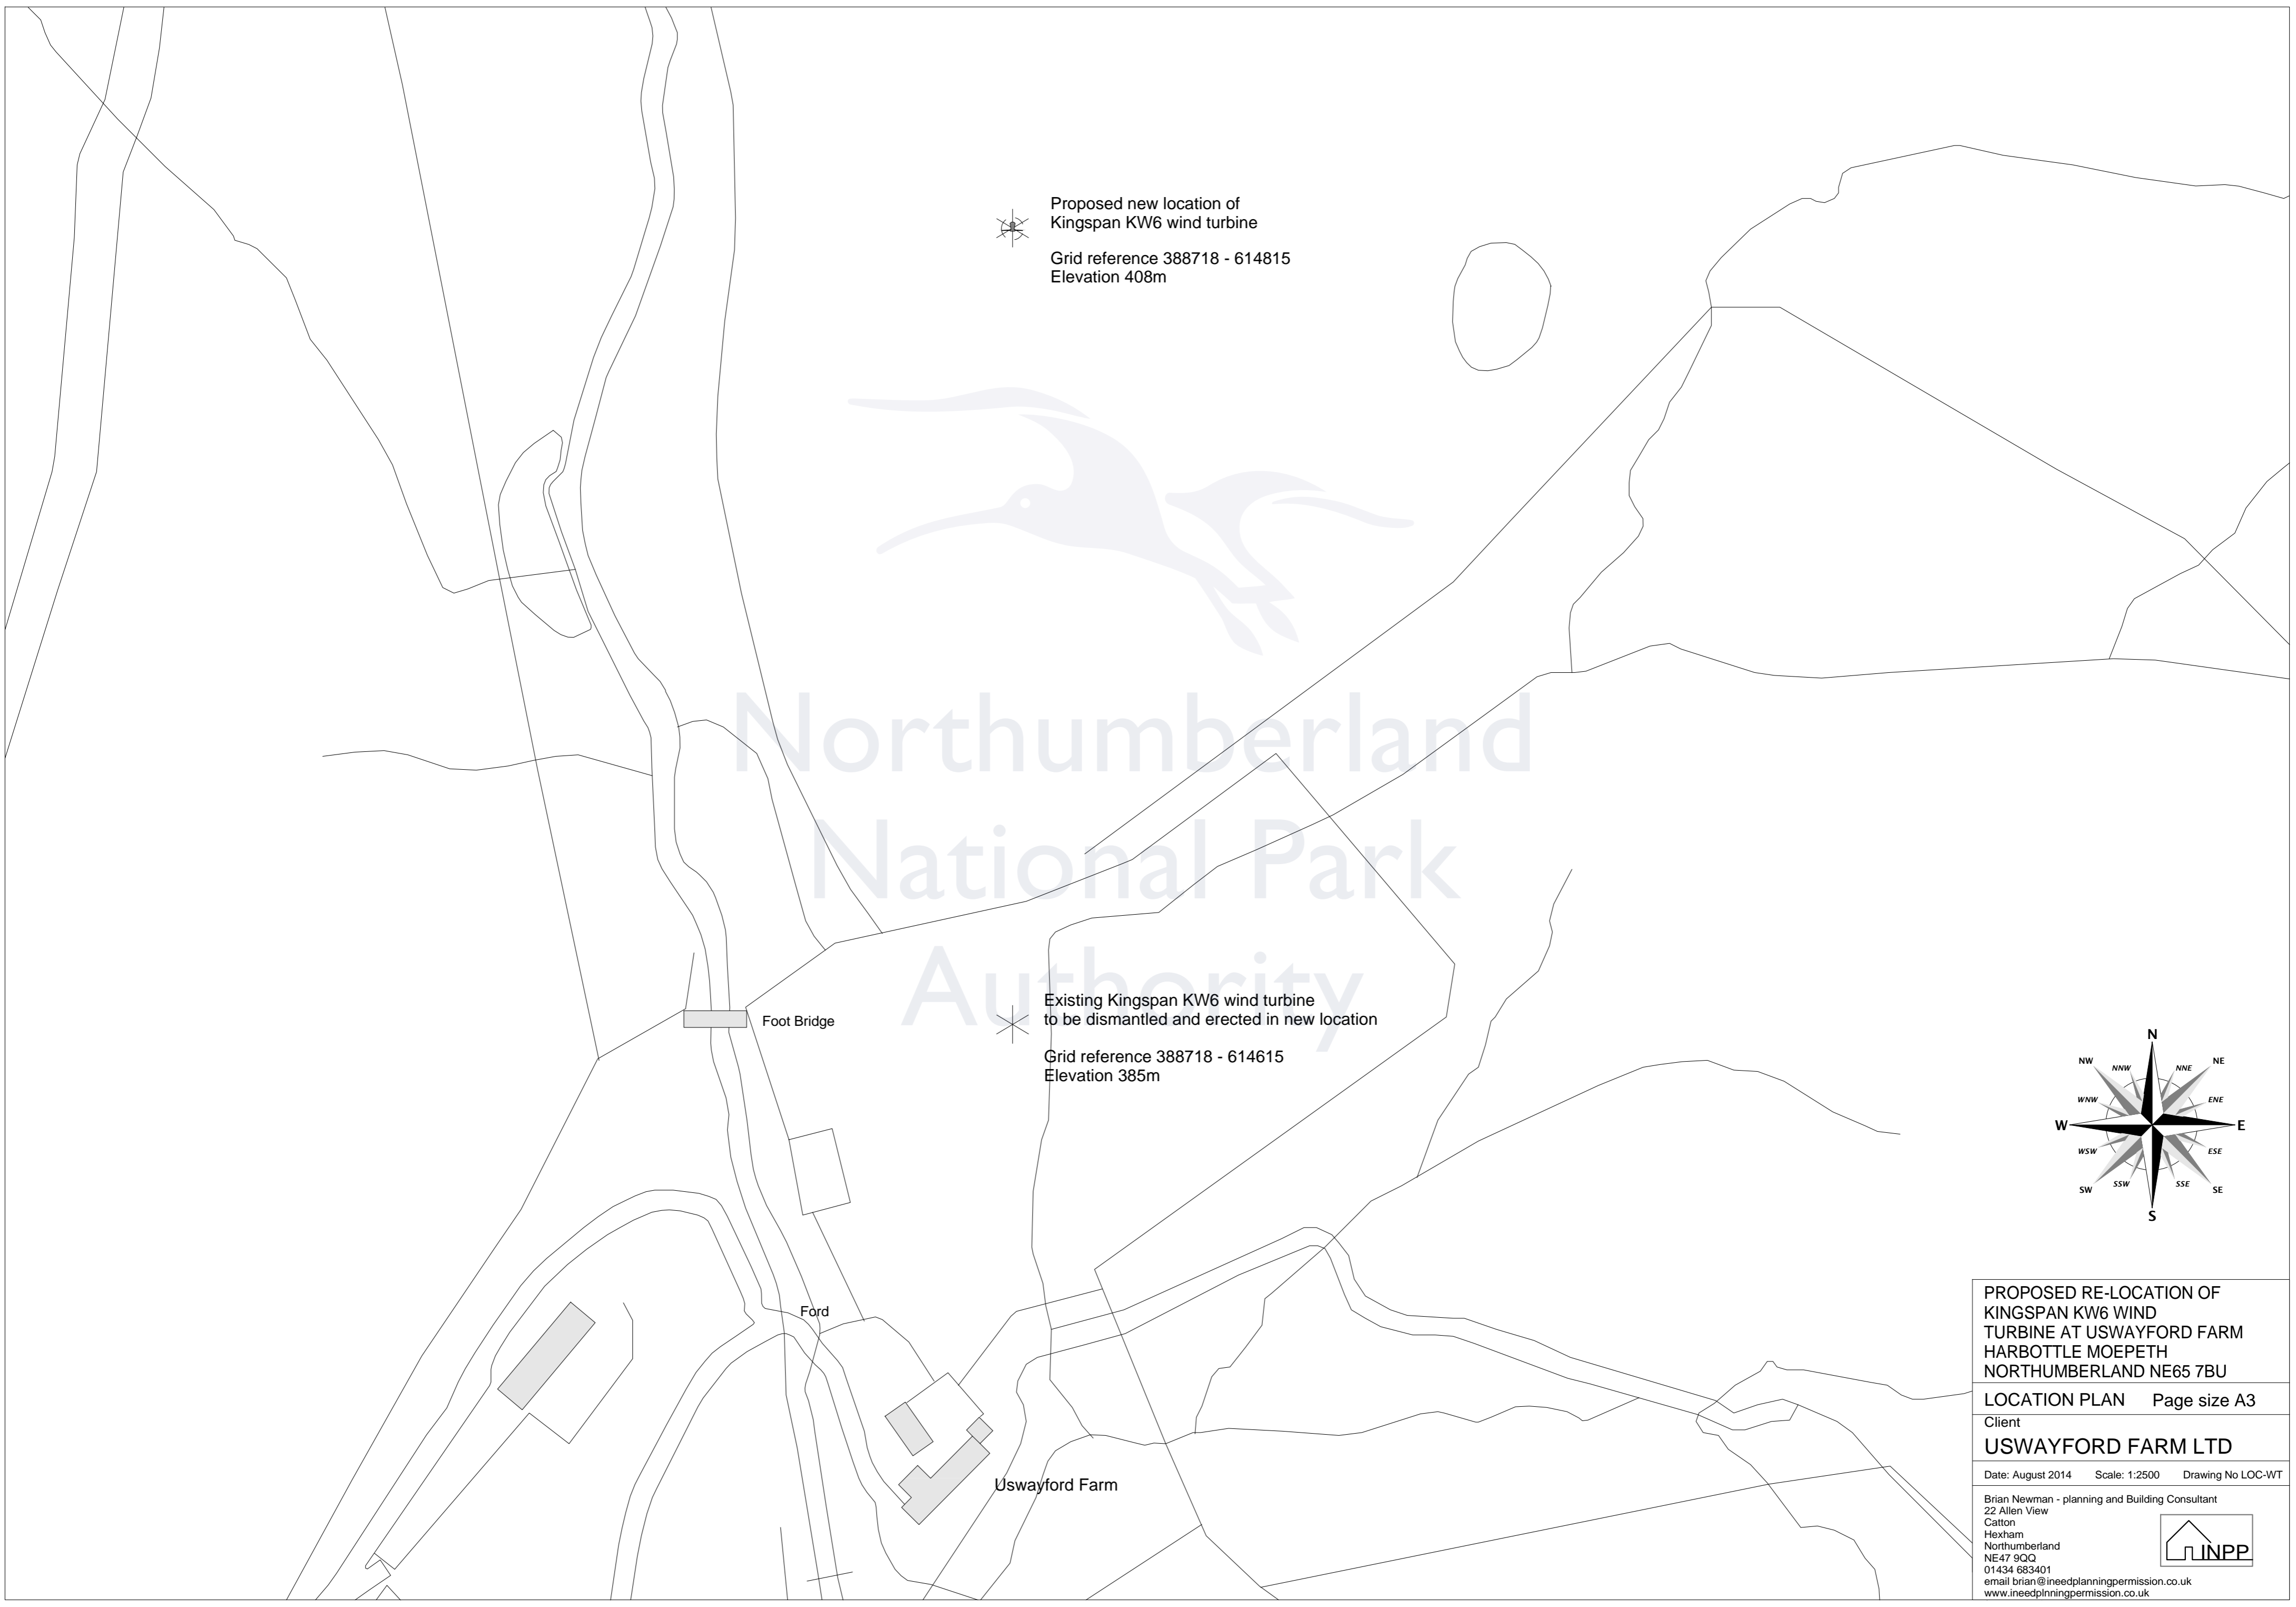 Proposed new location of
Kingspan KW6 wind turbine
Grid reference 388718 - 614815
Elevation 408m
Northumberland
National Park
Authority
Existing Kingspan KW6 wind turbine
to be dismantled and erected in new location
Grid reference 388718 - 614615
Elevation 385m
Foot Bridge
Ford
Uswayford Farm
N
NW
NNW
NNE
NE
WNW
ENE
W
E
WSW
ESE
SW
SSW
SSE
SE
S
PROPOSED RE-LOCATION OF
KINGSPAN KW6 WIND
TURBINE AT USWAYFORD FARM
HARBOTTLE MOEPETH
NORTHUMBERLAND NE65 7BU
LOCATION PLAN Page size A3
Client
USWAYFORD FARM LTD
Date: August 2014 Scale: 1:2500 Drawing No LOC-WT
Brian Newman - planning and Building Consultant
22 Allen View
Catton
Hexham
Northumberland
NE47 9QQ
01434 683401
email brian@ineedplanningpermission.co.uk
www.ineedplnningpermission.co.uk
INPP